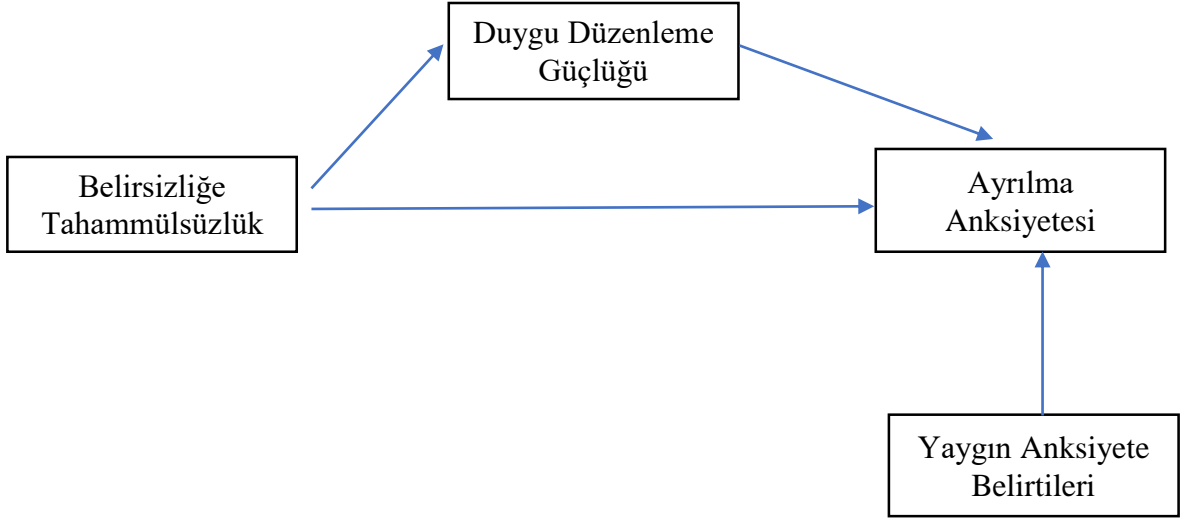 Duygu Düzenleme
Güçlüğü
Belirsizliğe
Tahammülsüzlük
Ayrılma
Anksiyetesi
Yaygın Anksiyete
Belirtileri